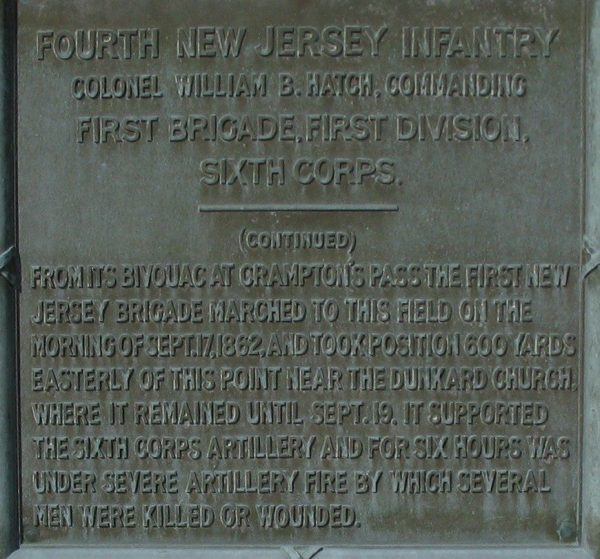 FOURTH NEW JERSEY INFANTRY
COLONEL WILLIAM B. HATCH, COMMANDING
FIRST BRIGADE, FIRST DIVISION,
SIXTH CORPS.
(CONTINUED)
FROM ITS BIVOUAC AT CRAMPTON'S PASS THE FIRST NEW
JERSEY BRIGADE MARCHED TO THIS FIELD ON THE
MORNING OF SEPT. 17, 1862, AND TOOK POSITION 600 YARDS
EASTERLY OF THIS POINT NEAR THE DUNKARD CHURCH,
WHERE IT REMAINED UNTIL SEPT. 19. IT SUPPORTED
THE SIXTH CORPS ARTILLERY AND FOR SIX HOURS WAS
UNDER SEVERE ARTILLERY FIRE BY WHICH SEVERAL
MEN WERE KILLED OR WOUNDED.